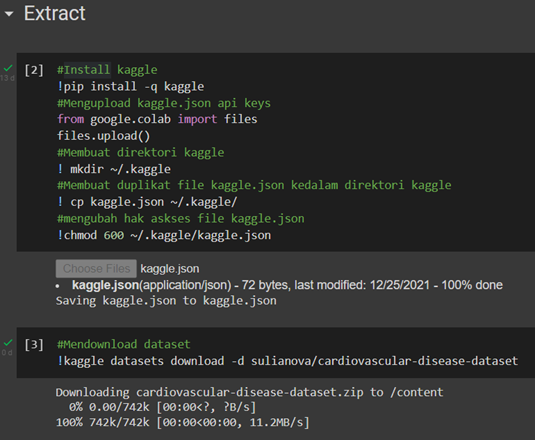 Extract
[2] #Install kaggle
!pip install -q kaggle
#Mengupload kaggle.json api keys
from google.colab import files
files.upload()
#Membuat direktori kaggle
! mkdir ~/.kaggle
#Membuat duplikat file kaggle.json kedalam direktori kaggle
! cp kaggle.json ~/.kaggle/
#mengubah hak askses file kaggle.json
!chmod 600 ~/.kaggle/kaggle.json
13 d
Choose Files kaggle.json
• kaggle.json(application/json) - 72 bytes, last modified: 12/25/2021 - 100% done
Saving kaggle.json to kaggle.json
[3] #Mendownload dataset
!kaggle datasets download -d sulianova/cardiovascular-disease-dataset
0 d
Downloading cardiovascular-disease-dataset.zip to /content
0% 0.00/742k [00:00<?, ?B/s]
100% 742k/742k [00:00<00:00, 11.2MB/s]